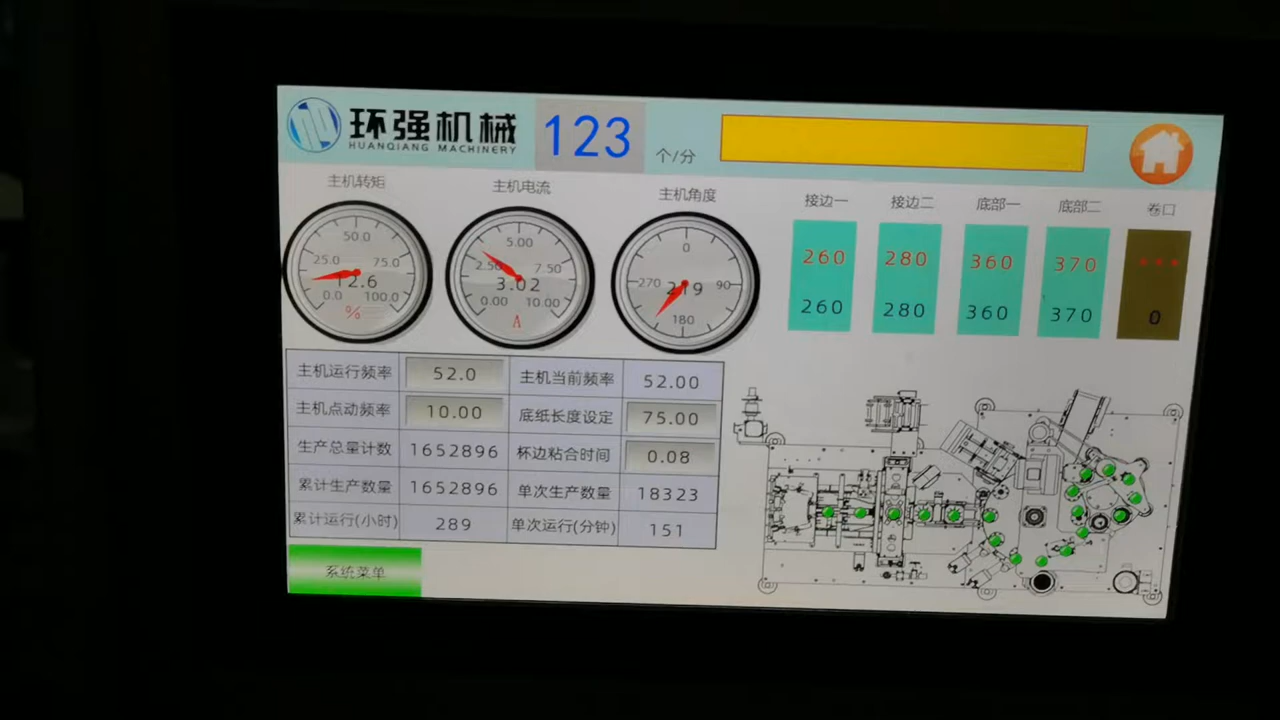 环强机械
HUANQIANG MACHINERY
123 个/分
主机转矩 主机电流 主机角度 接边一 接边二 底部一 底部二 卷口
50.0
25.0 75.0
12.6
0.0 100.0
%
5.00
2.50 7.50
3.02
0.00 10.00
A
0
270 90
219
180
260 280 360 370 ***
260 280 360 370 0
主机运行频率 52.0 主机当前频率 52.00
主机点动频率 10.00 底纸长度设定 75.00
生产总量计数 1652896 杯边粘合时间 0.08
累计生产数量 1652896 单次生产数量 18323
累计运行(小时) 289 单次运行(分钟) 151
系统菜单